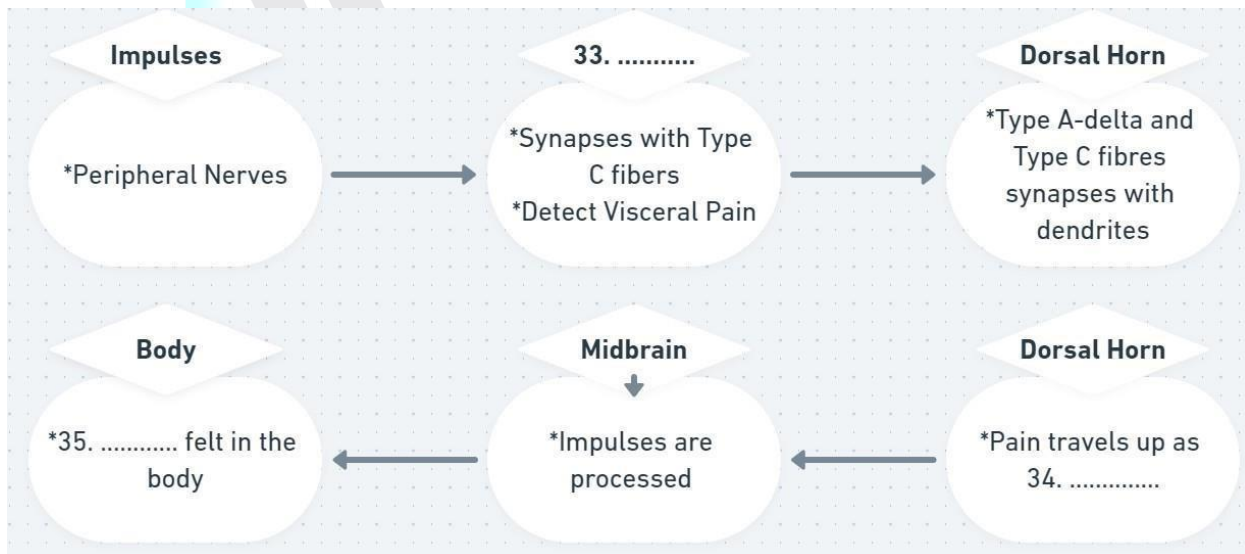 Impulses
*Peripheral Nerves
33. ...........
*Synapses with Type
C fibers
*Detect Visceral Pain
Dorsal Horn
*Type A-delta and
Type C fibres
synapses with
dendrites
Body
*35. ............ felt in the
body
Midbrain
*Impulses are
processed
Dorsal Horn
*Pain travels up as
34. ..............